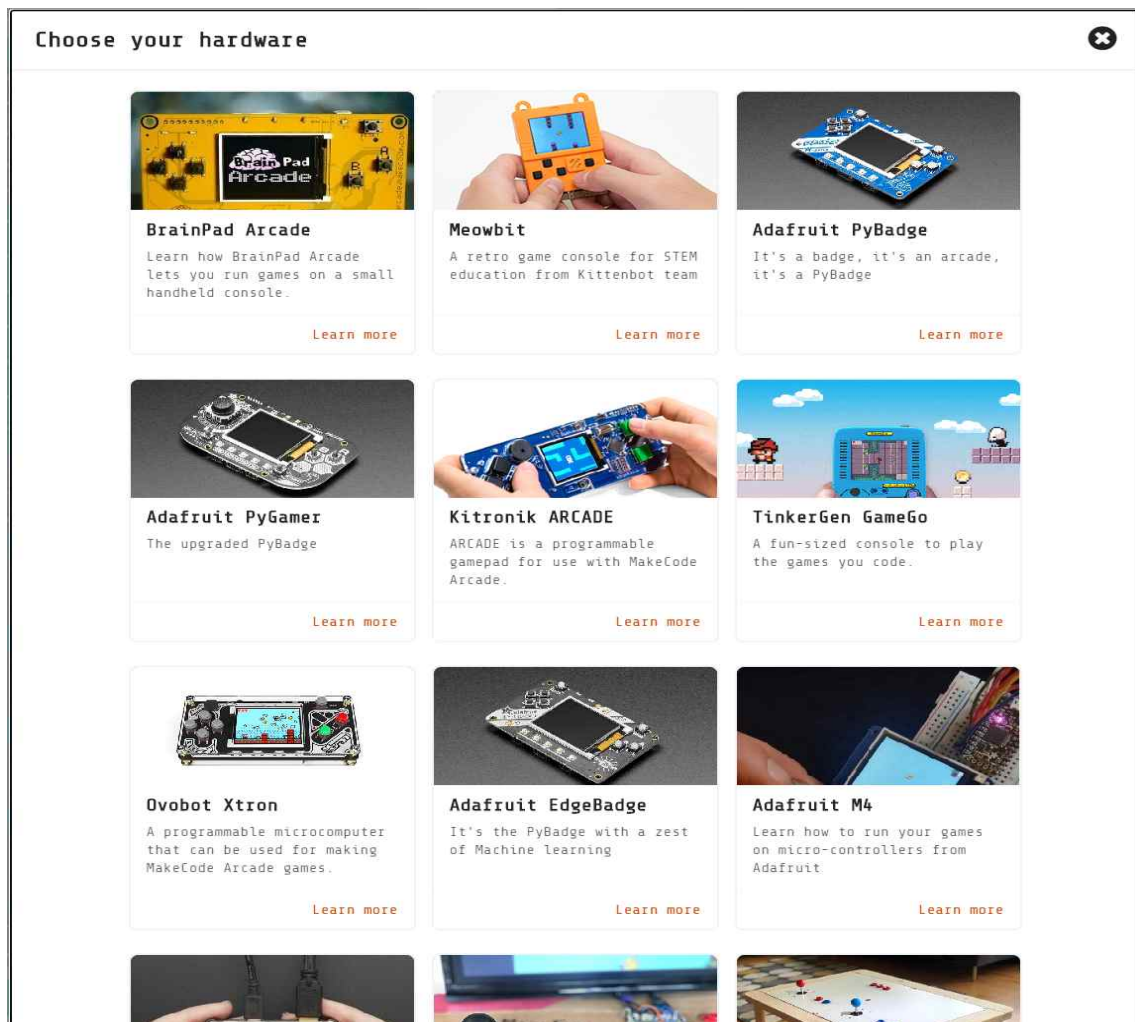 Choose your hardware
Brain Pad
Arcade
B
A
BrainPad Arcade
Learn how BrainPad Arcade
lets you run games on a small
handheld console.
Learn more
Meowbit
A retro game console for STEM
education from Kittenbot team
Learn more
Adafruit PyBadge
It's a badge, it's an arcade,
it's a PyBadge
Learn more
Adafruit PyGamer
The upgraded PyBadge
Learn more
Kitronik ARCADE
ARCADE is a programmable
gamepad for use with MakeCode
Arcade.
Learn more
TinkerGen GameGo
A fun-sized console to play
the games you code.
Learn more
Ovobot Xtron
A programmable microcomputer
that can be used for making
MakeCode Arcade games.
Learn more
Adafruit EdgeBadge
It's the PyBadge with a zest
of Machine learning
Learn more
Adafruit M4
Learn how to run your games
on micro-controllers from
Adafruit
Learn more